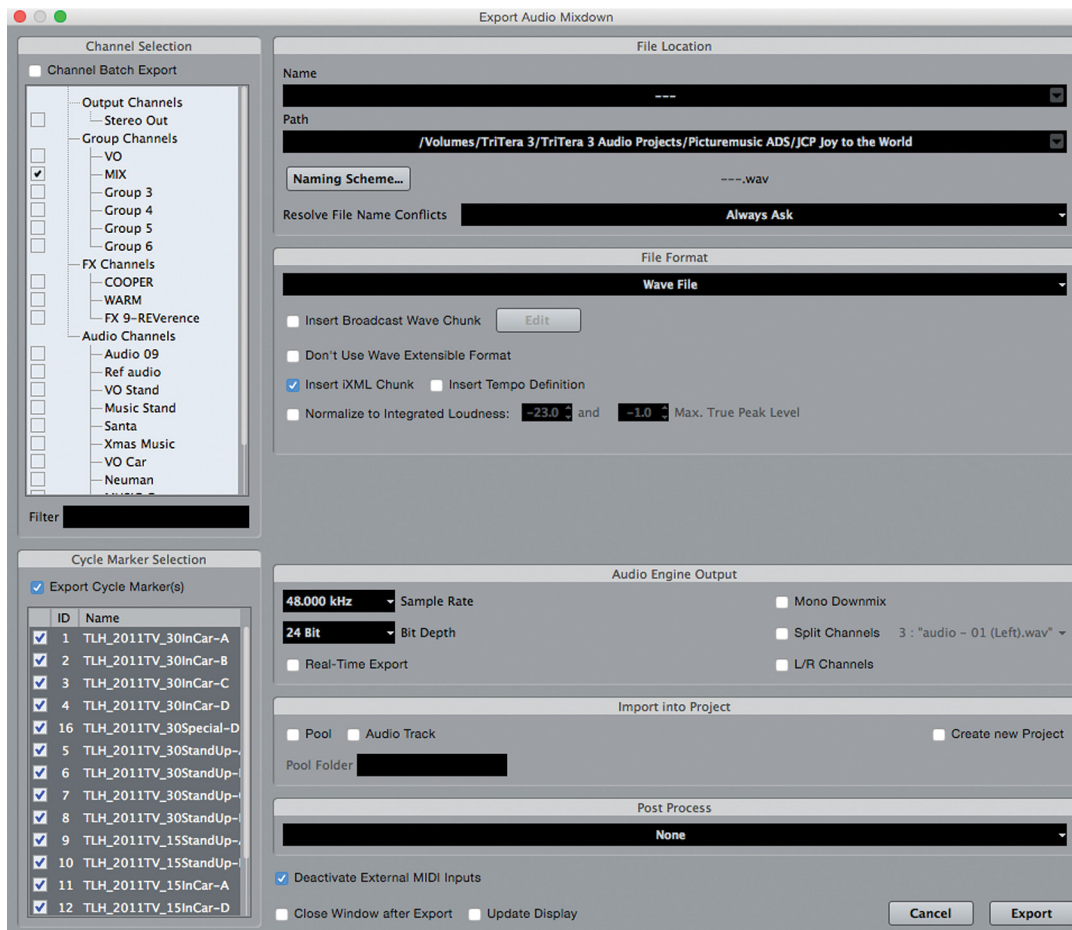 Export Audio Mixdown
Channel Selection
Channel Batch Export
Output Channels
Stereo Out
Group Channels
VO
MIX
Group 3
Group 4
Group 5
Group 6
FX Channels
COOPER
WARM
FX 9-REVerence
Audio Channels
Audio 09
Ref audio
VO Stand
Music Stand
Santa
Xmas Music
VO Car
Neuman
Filter
Cycle Marker Selection
Export Cycle Marker(s)
ID Name
1 TLH_2011TV_30InCar-A
2 TLH_2011TV_30InCar-B
3 TLH_2011TV_30InCar-C
4 TLH_2011TV_30InCar-D
16 TLH_2011TV_30Special-D
5 TLH_2011TV_30StandUp-
6 TLH_2011TV_30StandUp-
7 TLH_2011TV_30StandUp-
8 TLH_2011TV_30StandUp-
9 TLH_2011TV_15StandUp-
10 TLH_2011TV_15StandUp-
11 TLH_2011TV_15InCar-A
12 TLH_2011TV_15InCar-D
File Location
Name
---
Path
/Volumes/TriTera 3/TriTera 3 Audio Projects/Picturemusic ADS/JCP Joy to the World
Naming Scheme... ---.wav
Resolve File Name Conflicts Always Ask
File Format
Wave File
Insert Broadcast Wave Chunk Edit
Don't Use Wave Extensible Format
Insert iXML Chunk Insert Tempo Definition
Normalize to Integrated Loudness: -23.0 and -1.0 Max. True Peak Level
Audio Engine Output
48.000 kHz Sample Rate Mono Downmix
24 Bit Bit Depth Split Channels 3 : "audio - 01 (Left).wav"
Real-Time Export L/R Channels
Import into Project
Pool Audio Track Create new Project
Pool Folder
Post Process
None
Deactivate External MIDI Inputs
Close Window after Export Update Display Cancel Export